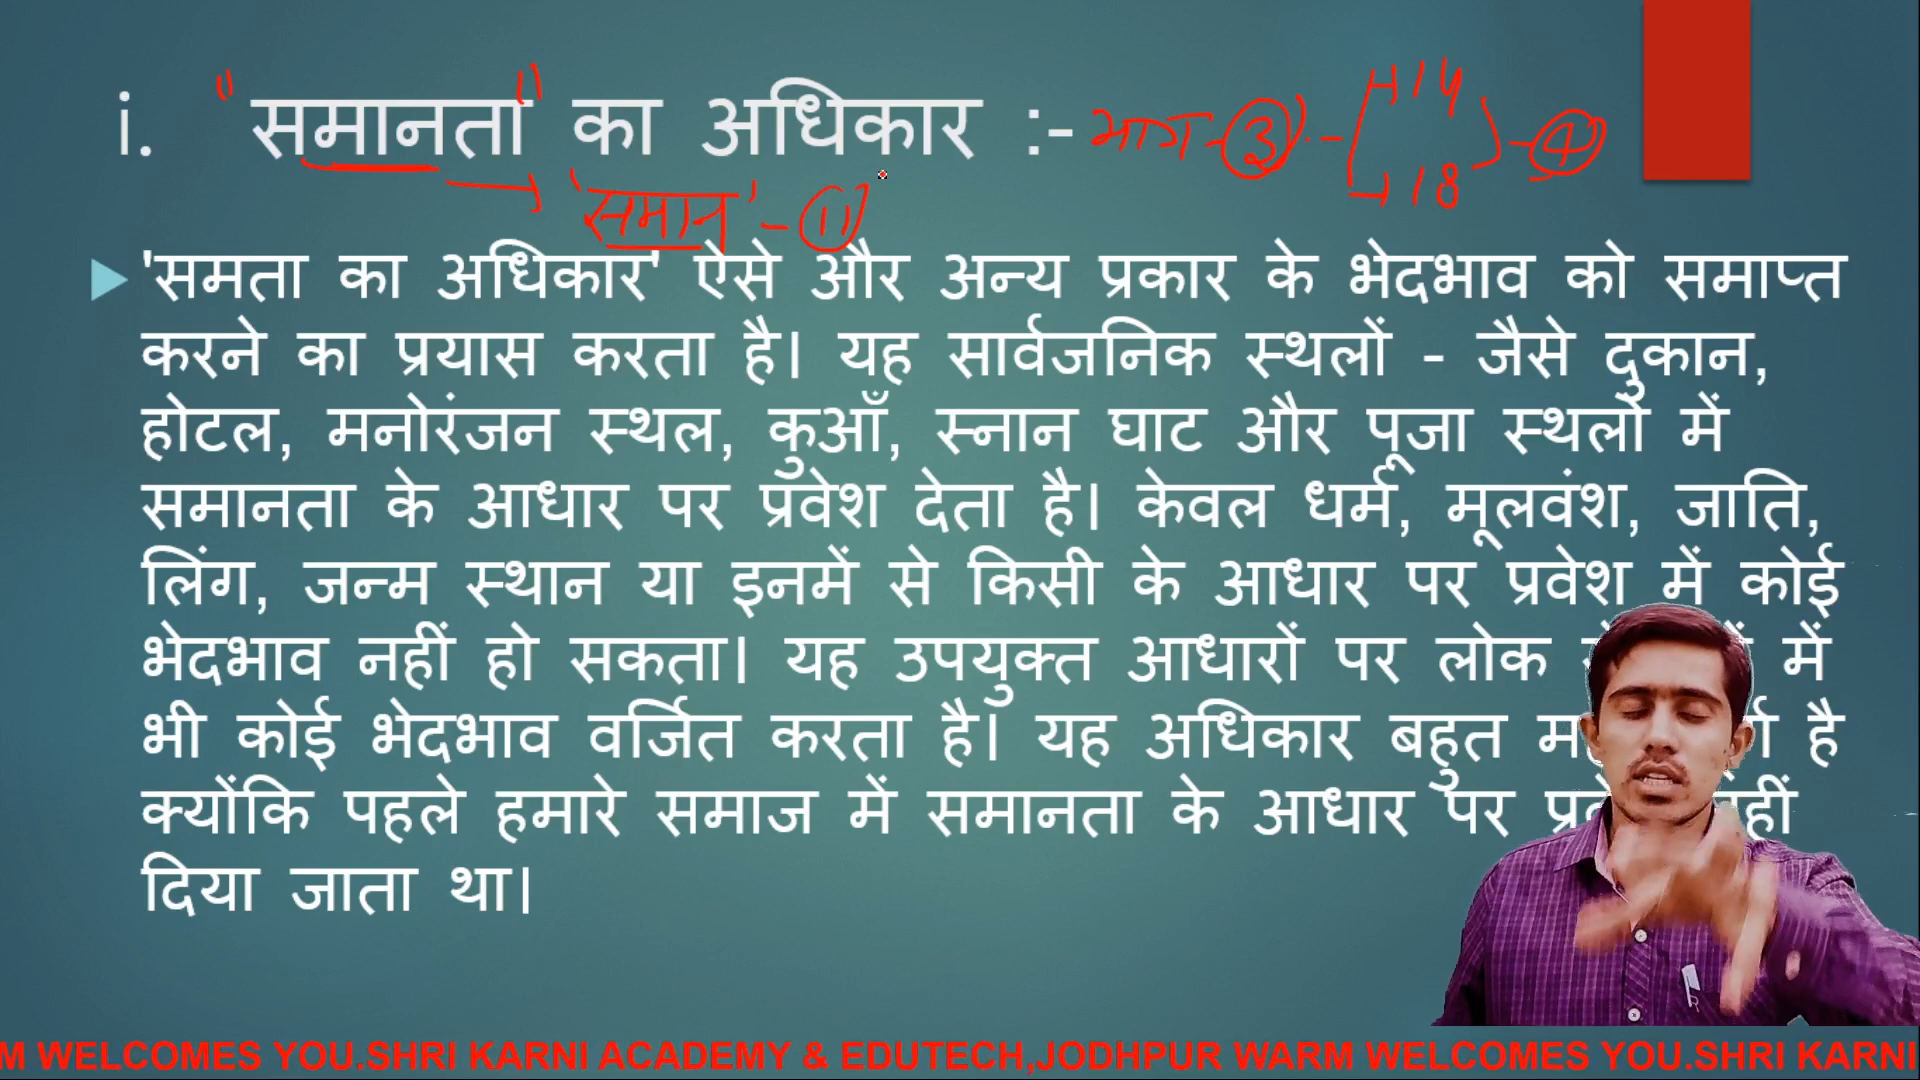 i. "समानता" का अधिकार :- भाग-③ - 14
18
'समान' - ⑪
'समता का अधिकार' ऐसे और अन्य प्रकार के भेदभाव को समाप्त
करने का प्रयास करता है। यह सार्वजनिक स्थलों - जैसे दुकान,
होटल, मनोरंजन स्थल, कुआँ, स्नान घाट और पूजा स्थलों में
समानता के आधार पर प्रवेश देता है। केवल धर्म, मूलवंश, जाति,
लिंग, जन्म स्थान या इनमें से किसी के आधार पर प्रवेश में कोई
भेदभाव नहीं हो सकता। यह उपयुक्त आधारों पर लोक में
भी कोई भेदभाव वर्जित करता है। यह अधिकार बहुत है
क्योंकि पहले हमारे समाज में समानता के आधार पर
दिया जाता था।
M WELCOMES YOU.SHRI KARNI ACADEMY & EDUTECH,JODHPUR WARM WELCOMES YOU.SHRI KARNI